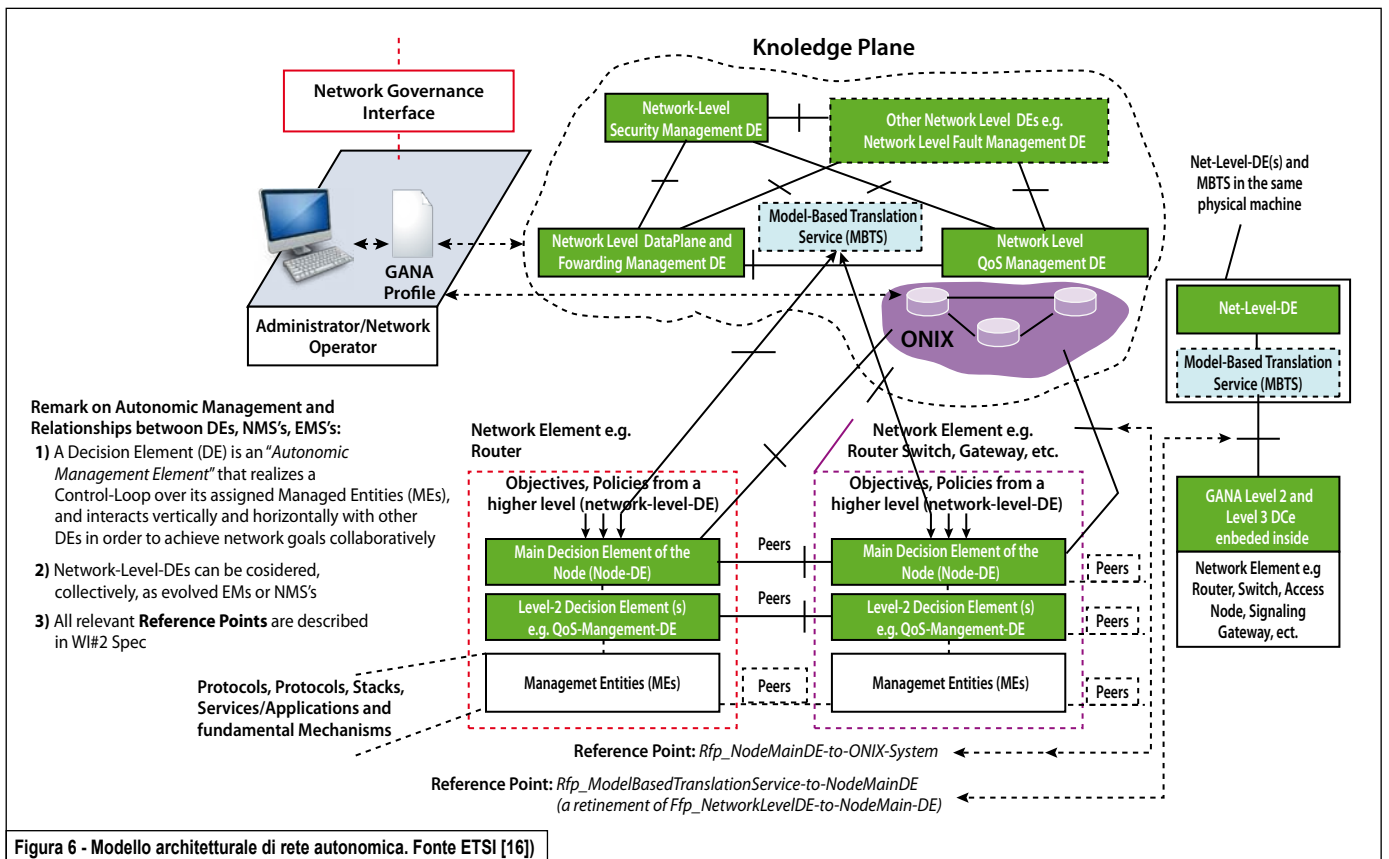 Knoledge Plane
Network Governance
Interface
Network-Level
Security Management DE
Other Network Level DEs e.g.
Network Level Fault Management DE
Net-Level-DE(s) and
MBTS in the same
physical machine
Model-Based Translation
Service (MBTS)
Network Level DataPlane and
Fowarding Management DE
Network Level
QoS Management DE
GANA
Profile
Administrator/Network
Operator
ONIX
Net-Level-DE
Model-Based Translation
Service (MBTS)
GANA Level 2 and
Level 3 DCe
enbeded inside
Network Element e.g
Router, Switch, Access
Node, Signaling
Gateway, ect.
Remark on Autonomic Management and
Relationships betwoon DEs, NMS's, EMS's:
1) A Decision Element (DE) is an "Autonomic
Management Element" that realizes a
Control-Loop over its assigned Managed Entities (MEs),
and interacts vertically and horizontally with other
DEs in order to achieve network goals collaboratively
2) Network-Level-DEs can be cosidered,
collectively, as evolved EMs or NMS's
3) All relevant Reference Points are described
in WI#2 Spec
Network Element e.g.
Router
Objectives, Policies from a
higher level (network-level-DE)
Main Decision Element of the
Node (Node-DE)
Level-2 Decision Element (s)
e.g. QoS-Mangement-DE
Managemet Entities (MEs)
Peers
Peers
Peers
Network Element e.g.
Router Switch, Gateway, etc.
Objectives, Policies from a
higher level (network-level-DE)
Main Decision Element of the
Node (Node-DE)
Level-2 Decision Element (s)
e.g. QoS-Mangement-DE
Managemet Entities (MEs)
Peers
Peers
Peers
Protocols, Protocols, Stacks,
Services/Applications and
fundamental Mechanisms
Reference Point: Rfp_NodeMainDE-to-ONIX-System
Reference Point: Rfp_ModelBasedTranslationService-to-NodeMainDE
(a retinement of Ffp_NetworkLevelDE-to-NodeMain-DE)
Figura 6 - Modello architetturale di rete autonomica. Fonte ETSI [16])